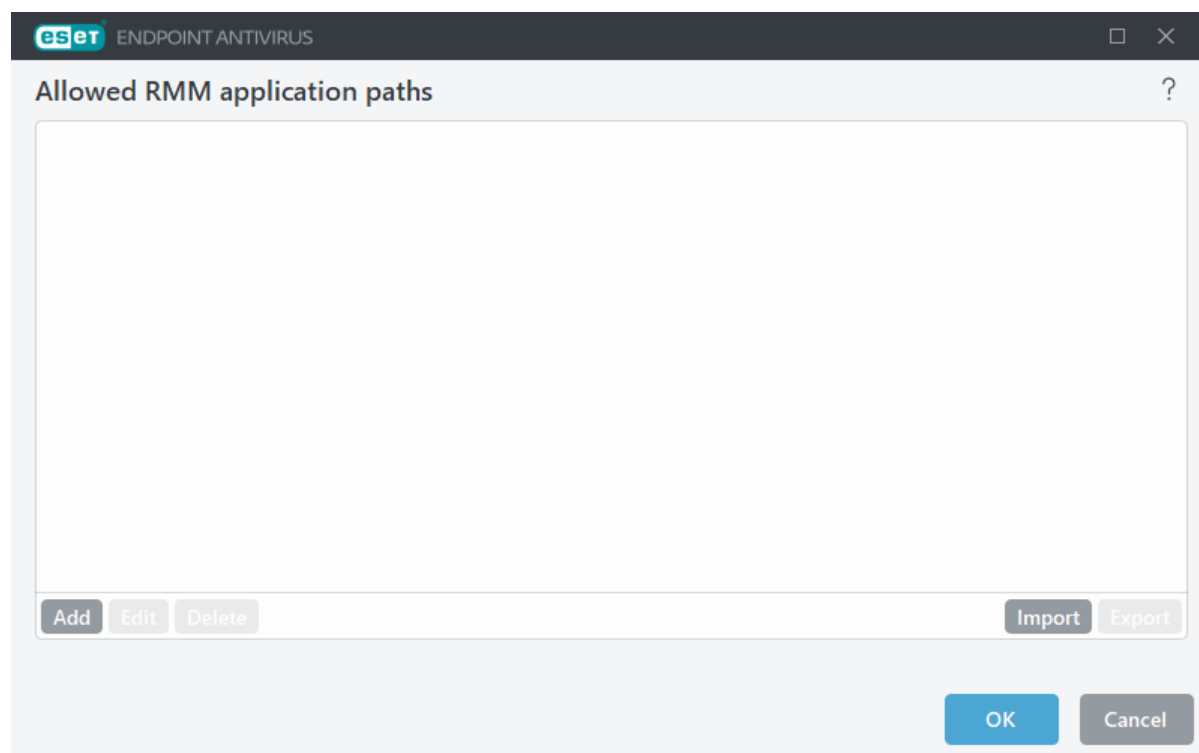 eset ENDPOINT ANTIVIRUS
Allowed RMM application paths ?
Add Edit Delete Import Export
OK Cancel